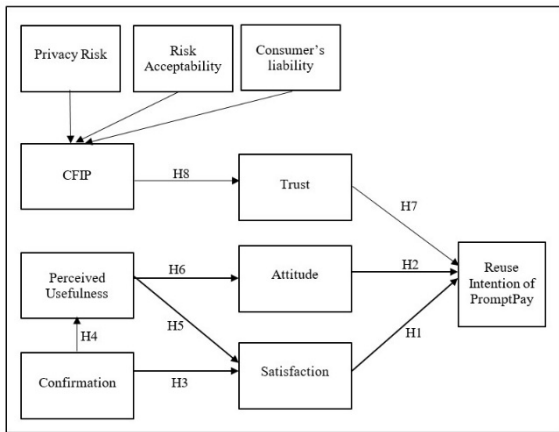 Privacy Risk
Risk
Acceptability
Consumer's
liability
CFIP
H8
Trust
H7
Perceived
Usefulness
H6
Attitude
H2
Reuse
Intention of
PromptPay
H4
H5
H1
Confirmation
H3
Satisfaction